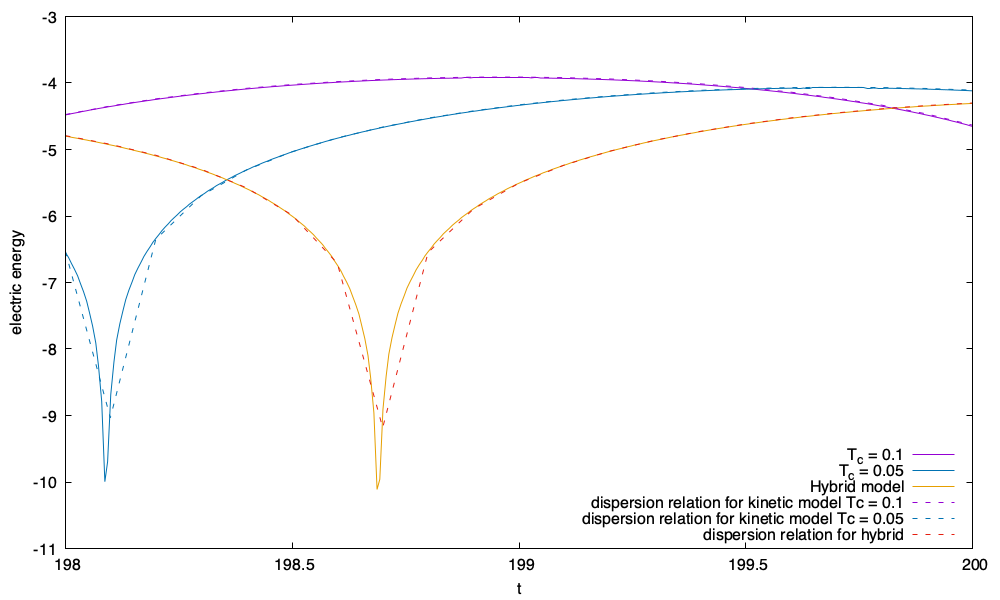 -3
-4
-5
-6
-7
-8
-9
-10
-11
electric energy
198
198.5
199
199.5
200
t
Tc = 0.1
Tc = 0.05
Hybrid model
dispersion relation for kinetic model Tc = 0.1
dispersion relation for kinetic model Tc = 0.05
dispersion relation for hybrid